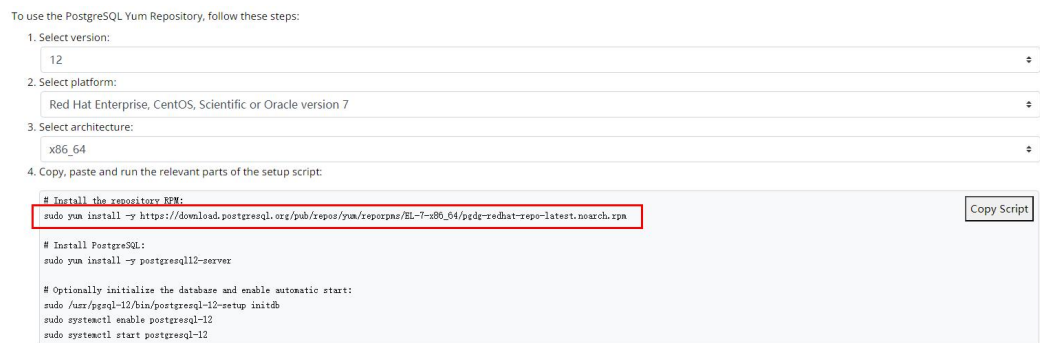 To use the PostgreSQL Yum Repository, follow these steps:
1. Select version:
12
2. Select platform:
Red Hat Enterprise, CentOS, Scientific or Oracle version 7
3. Select architecture:
x86_64
4. Copy, paste and run the relevant parts of the setup script:
# Install the repository RPM:
sudo yum install -y https://download.postgresql.org/pub/repos/yum/reporpms/EL-7-x86_64/pgdg-redhat-repo-latest.noarch.rpm
Copy Script
# Install PostgreSQL:
sudo yum install -y postgresql12-server
# Optionally initialize the database and enable automatic start:
sudo /usr/pgsql-12/bin/postgresql-12-setup initdb
sudo systemctl enable postgresql-12
sudo systemctl start postgresql-12